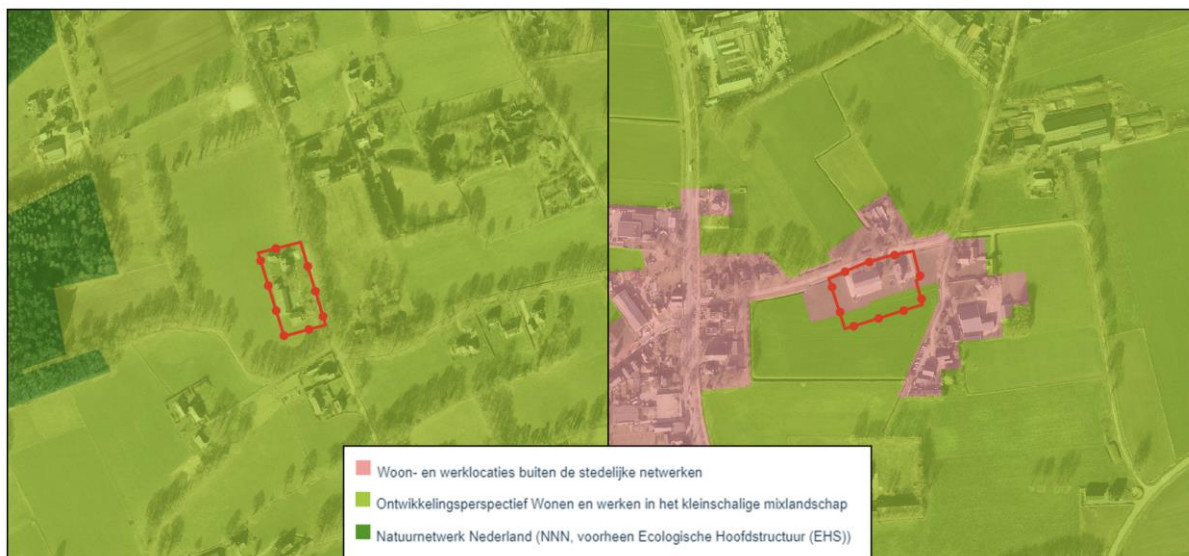 Woon- en werklocaties buiten de stedelijke netwerken
Ontwikkelingsperspectief Wonen en werken in het kleinschalige mixlandschap
Natuurnetwerk Nederland (NNN, voorheen Ecologische Hoofdstructuur (EHS))